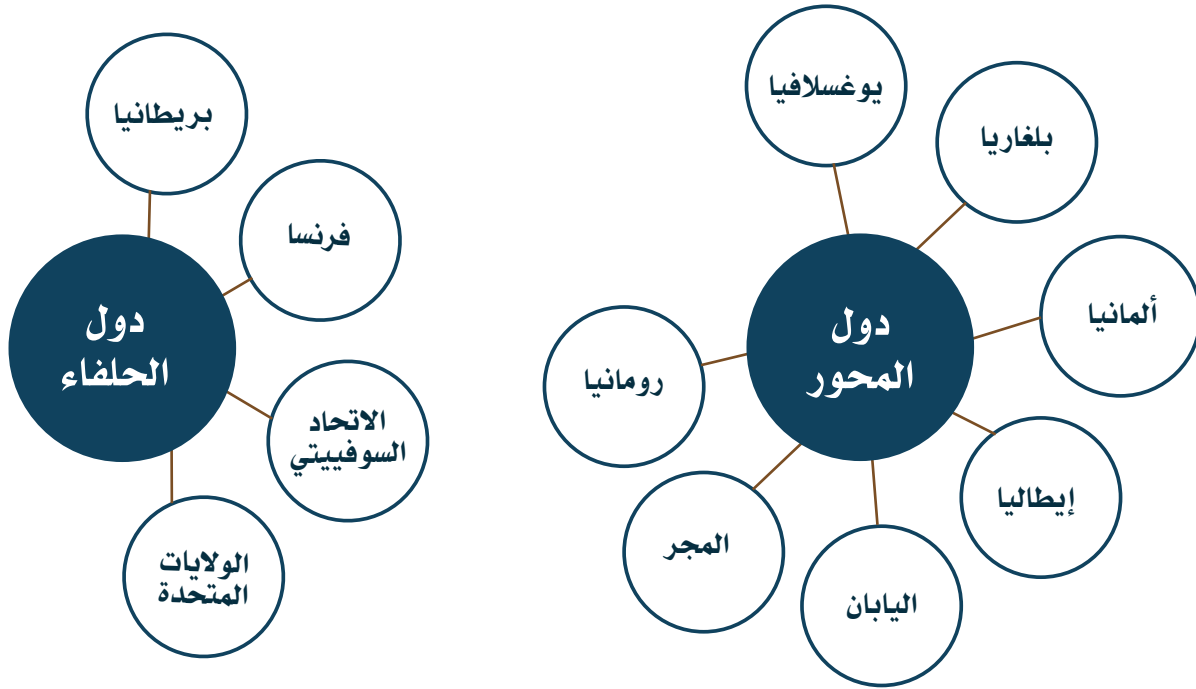 دول
المحور
يوغسلافيا
بلغاريا
ألمانيا
إيطاليا
اليابان
المجر
رومانيا
دول
الحلفاء
بريطانيا
فرنسا
الاتحاد
السوفييتي
الولايات
المتحدة